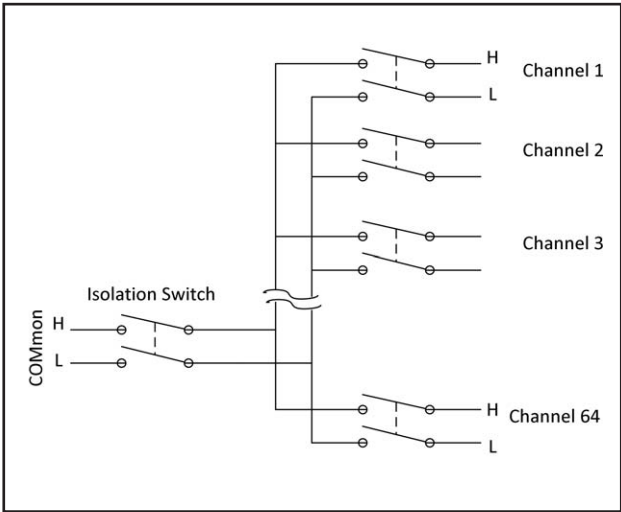 H
Channel 1
L
Channel 2
Channel 3
Isolation Switch
COMmon
H
L
H
Channel 64
L